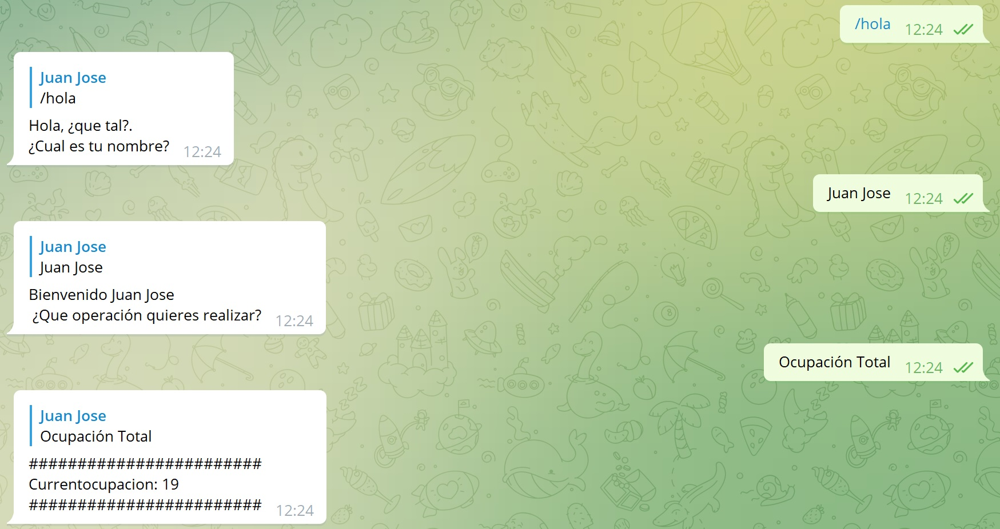 /hola 12:24
Juan Jose
/hola
Hola, ¿que tal?.
¿Cual es tu nombre? 12:24
Juan Jose 12:24
Juan Jose
Juan Jose
Bienvenido Juan Jose
¿Que operación quieres realizar? 12:24
Ocupación Total 12:24
Juan Jose
Ocupación Total
########################
Currentocupacion: 19
######################## 12:24